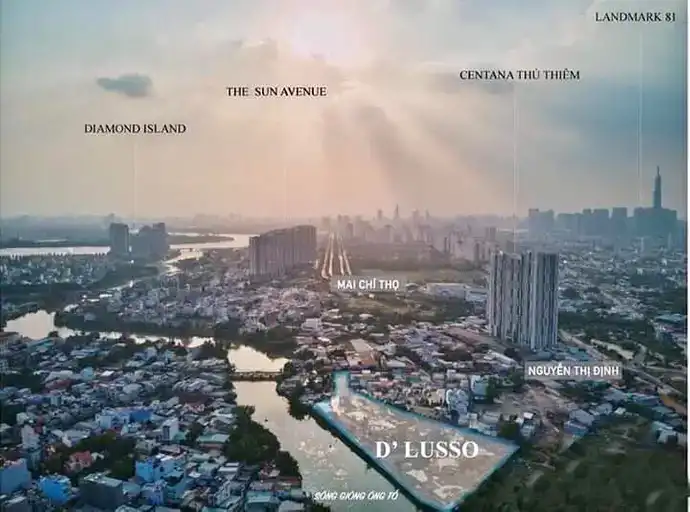 LANDMARK 81
CENTANA THỦ THIÊM
THE SUN AVENUE
DIAMOND ISLAND
MAI CHÍ THỌ
NGUYỄN THỊ ĐỊNH
D' LUSSO
SÔNG GIỒNG ÔNG TỐ